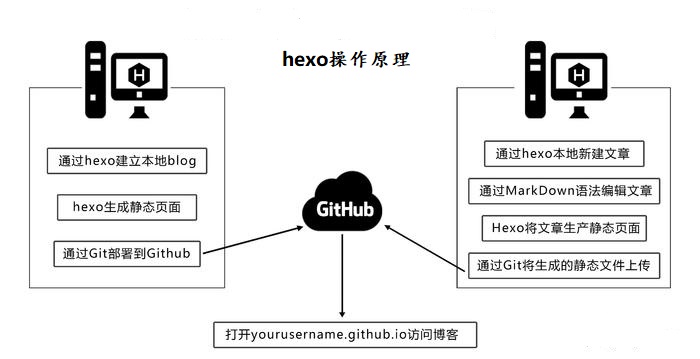 hexo操作原理
H
H
通过hexo建立本地blog
hexo生成静态页面
通过Git部署到Github
GitHub
通过hexo本地新建文章
通过MarkDown语法编辑文章
Hexo将文章生产静态页面
通过Git将生成的静态文件上传
打开yourusername.github.io访问博客